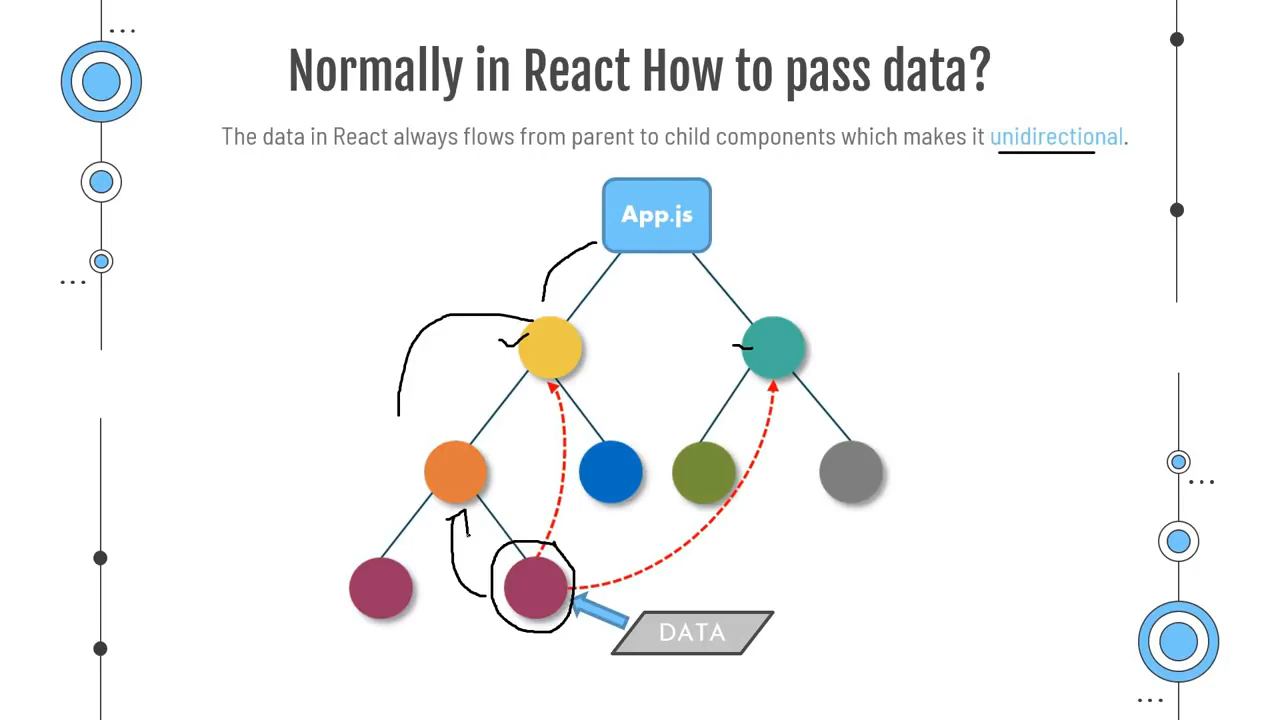 Normally in React How to pass data?
The data in React always flows from parent to child components which makes it unidirectional.
App.js
DATA